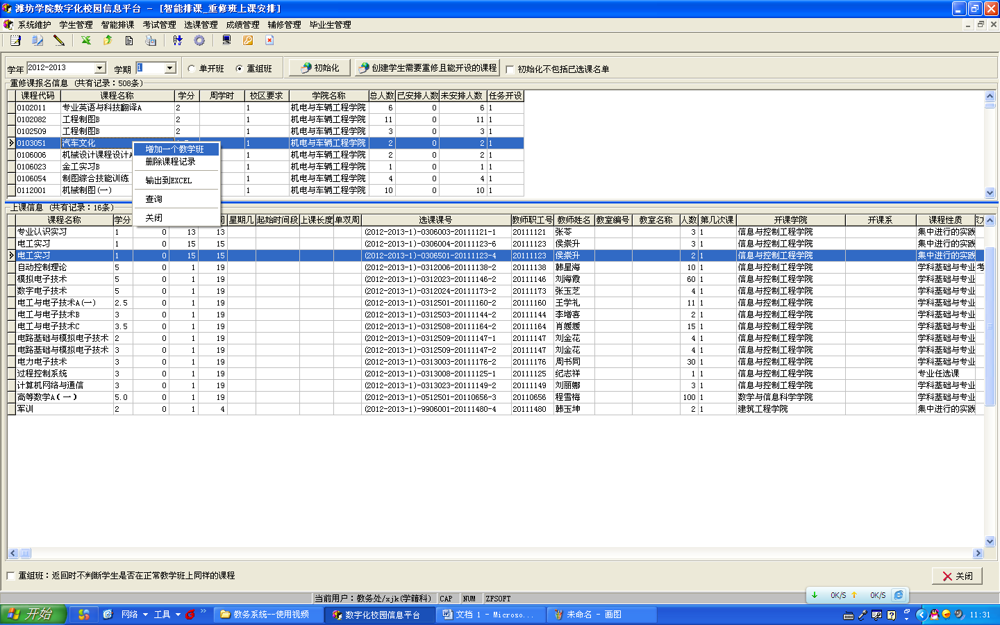 潍坊学院数字化校园信息平台 - [智能排课_重修班上课安排]
系统维护 学生管理 智能排课 考试管理 选课管理 成绩管理 辅修管理 毕业生管理
学年 2012-2013 学期 1 单开班 重组班 初始化 创建学生需要重修且能开设的课程 初始化不包括已选课名单
重修课报名信息 (共有记录:508条)
课程代码 课程名称 学分 周学时 校区要求 学院名称 总人数 已安排人数 未安排人数 任务开设
0102011 专业英语与科技翻译A 2 1 机电与车辆工程学院 6 0 6 1
0102082 工程制图B 2 1 机电与车辆工程学院 11 0 11 1
0102509 工程制图B 2 1 机电与车辆工程学院 3 0 3 1
0103051 汽车文化 1 机电与车辆工程学院 2 0 2 1
0106006 机械设计课程设计A 1 机电与车辆工程学院 2 0 2 1
0106023 金工实习B 1 机电与车辆工程学院 1 0 1 1
0106054 制图综合技能训练 1 机电与车辆工程学院 4 0 4 1
0112001 机械制图(一) 1 机电与车辆工程学院 10 0 10 1
增加一个教学班
删除课程记录
输出到EXCEL
查询
关闭
上课信息 (共有记录:16条)
课程名称 学分 星期几 起始时间段 上课长度 单双周 选课课号 教师职工号 教师姓名 教室编号 教室名称 人数 第几次课 开课学院 开课系 课程性质
专业认识实习 1 0 13 13 (2012-2013-1)-0306003-20111121-1 20111121 张芩 3 1 信息与控制工程学院 集中进行的实践
电工实习 1 0 15 15 (2012-2013-1)-0306004-20111123-6 20111123 侯崇升 3 1 信息与控制工程学院 集中进行的实践
电工实习 1 0 15 15 (2012-2013-1)-0306501-20111123-4 20111123 侯崇升 2 1 信息与控制工程学院 集中进行的实践
自动控制理论 5 0 1 19 (2012-2013-1)-0312006-20111138-2 20111138 韩星海 10 1 信息与控制工程学院 学科基础与专业 考
模拟电子技术 5 0 1 19 (2012-2013-1)-0312023-20111146-2 20111146 刘海霞 60 1 信息与控制工程学院 学科基础与专业
数字电子技术 5 0 1 19 (2012-2013-1)-0312024-20111173-2 20111173 张玉芝 4 1 信息与控制工程学院 学科基础与专业
电工与电子技术A(一) 2.5 0 1 19 (2012-2013-1)-0312501-20111160-2 20111160 王学礼 11 1 信息与控制工程学院 学科基础与专业
电工与电子技术B 3 0 1 19 (2012-2013-1)-0312503-20111144-2 20111144 李增喜 2 1 信息与控制工程学院 学科基础与专业
电工与电子技术C 3.5 0 1 19 (2012-2013-1)-0312508-20111164-2 20111164 肖媛媛 15 1 信息与控制工程学院 学科基础与专业
电路基础与模拟电子技术 2 0 1 19 (2012-2013-1)-0312509-20111147-1 20111147 刘金花 4 1 信息与控制工程学院 学科基础与专业
电路基础与模拟电子技术 3 0 1 19 (2012-2013-1)-0312509-20111147-2 20111147 刘金花 4 1 信息与控制工程学院 学科基础与专业
电力电子技术 3 0 1 19 (2012-2013-1)-0313003-20111176-2 20111176 周书同 30 1 信息与控制工程学院 学科基础与专业
过程控制系统 3 0 1 19 (2012-2013-1)-0313008-20111125-1 20111125 纪志祥 1 1 信息与控制工程学院 专业任选课
计算机网络与通信 3 0 1 19 (2012-2013-1)-0313023-20111149-2 20111149 刘丽娜 3 1 信息与控制工程学院 学科基础与专业
高等数学A(一) 5.0 0 1 19 (2012-2013-1)-0512501-20110656-3 20110656 程雪梅 100 1 数学与信息科学学院 学科基础与专业
军训 2 0 1 4 (2012-2013-1)-9906001-20111480-4 20111480 韩玉坤 2 1 建筑工程学院 集中进行的实践
重组班:返回时不判断学生是否在正常教学班上同样的课程 关闭
当前用户:教务处/xjk(学籍科) CAP NUM ZFSOFT
0K/S 0K/S
开始 网络 工具 » 教务系统--使用视频 数字化校园信息平台 文档 1 - Microso... 未命名 - 画图 11:31